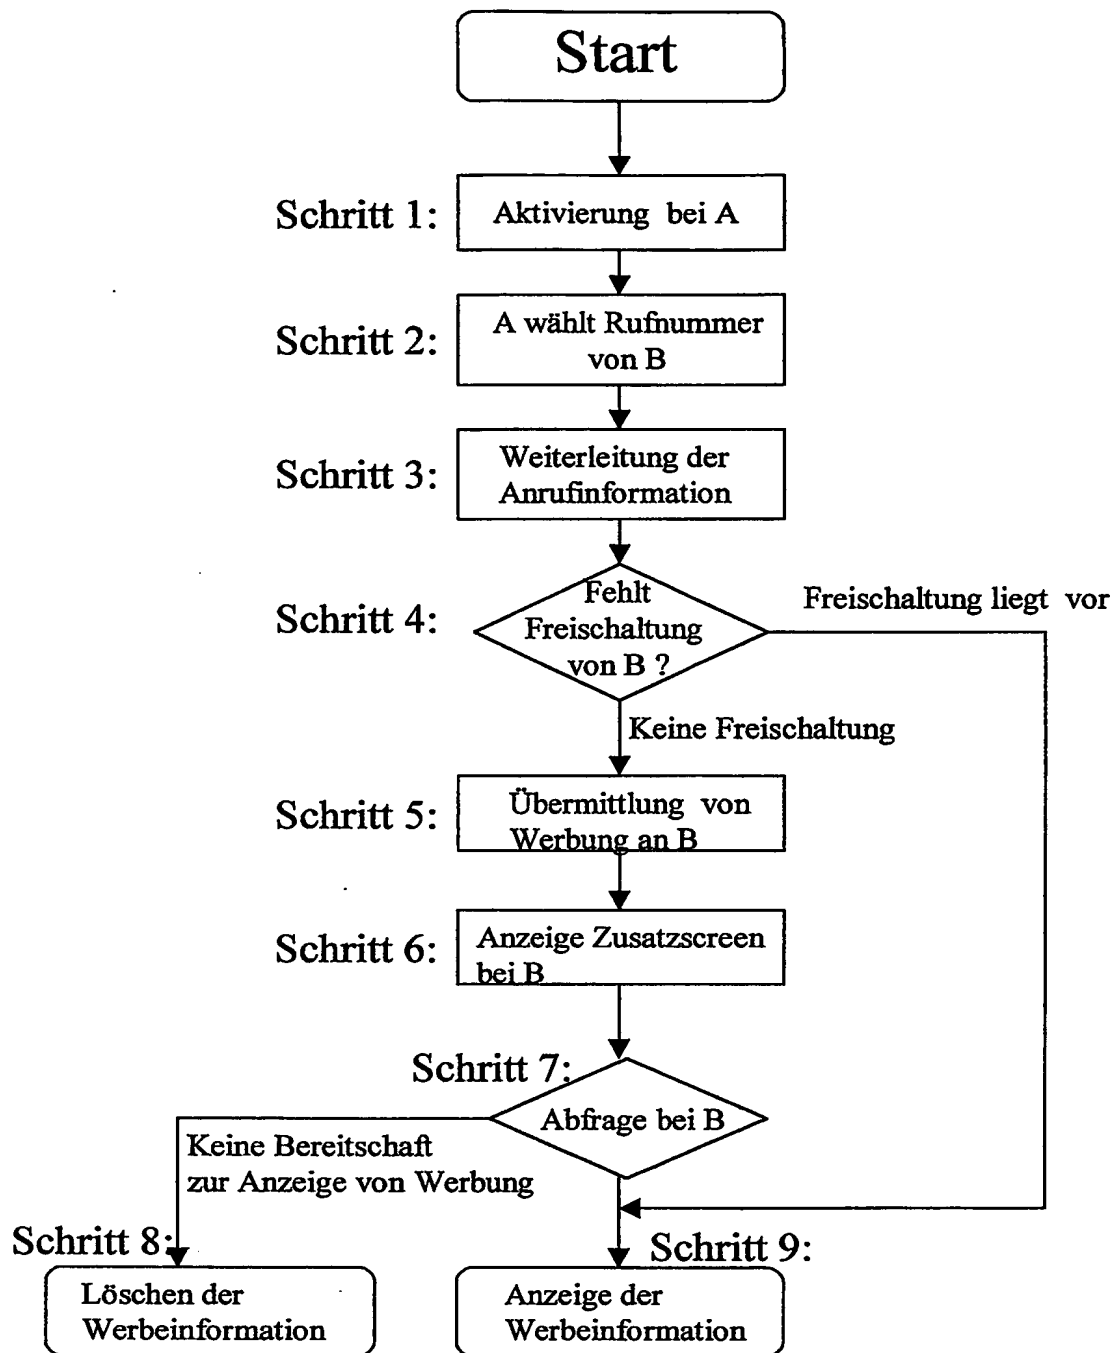 Start
Schritt 1:
Aktivierung bei A
Schritt 2:
A wählt Rufnummer
von B
Schritt 3:
Weiterleitung der
Anrufinformation
Schritt 4:
Fehlt
Freischaltung
von B ?
Freischaltung liegt vor
Keine Freischaltung
Schritt 5:
Übermittlung von
Werbung an B
Schritt 6:
Anzeige Zusatzscreen
bei B
Schritt 7:
Abfrage bei B
Keine Bereitschaft
zur Anzeige von Werbung
Schritt 8:
Löschen der
Werbeinformation
Schritt 9:
Anzeige der
Werbeinformation